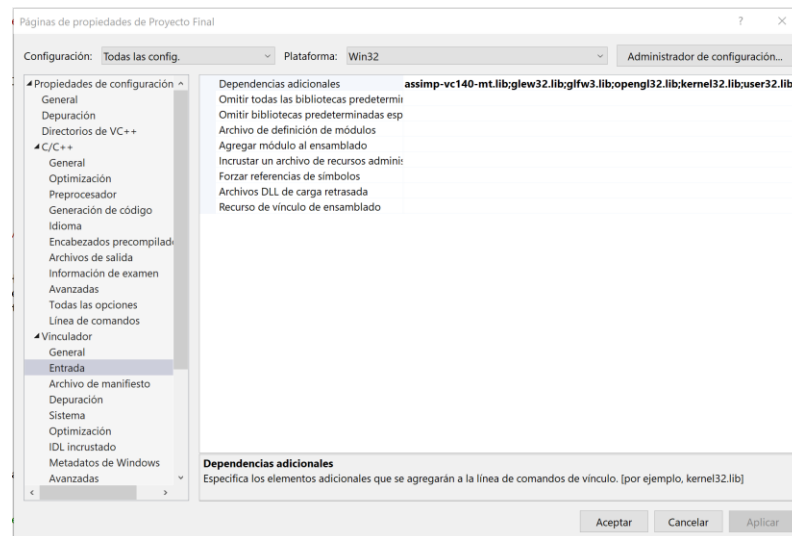 Páginas de propiedades de Proyecto Final
? ×
Configuración: Todas las config. Plataforma: Win32 Administrador de configuración...
Propiedades de configuración
General
Depuración
Directorios de VC++
C/C++
General
Optimización
Preprocesador
Generación de código
Idioma
Encabezados precompilad
Archivos de salida
Información de examen
Avanzadas
Todas las opciones
Línea de comandos
Vinculador
General
Entrada
Archivo de manifiesto
Depuración
Sistema
Optimización
IDL incrustado
Metadatos de Windows
Avanzadas
Dependencias adicionales assimp-vc140-mt.lib;glew32.lib;glfw3.lib;opengl32.lib;kernel32.lib;user32.lib
Omitir todas las bibliotecas predetermi
Omitir bibliotecas predeterminadas esp
Archivo de definición de módulos
Agregar módulo al ensamblado
Incrustar un archivo de recursos adminis
Forzar referencias de símbolos
Archivos DLL de carga retrasada
Recurso de vínculo de ensamblado
Dependencias adicionales
Especifica los elementos adicionales que se agregarán a la línea de comandos de vínculo. [por ejemplo, kernel32.lib]
Aceptar Cancelar Aplicar